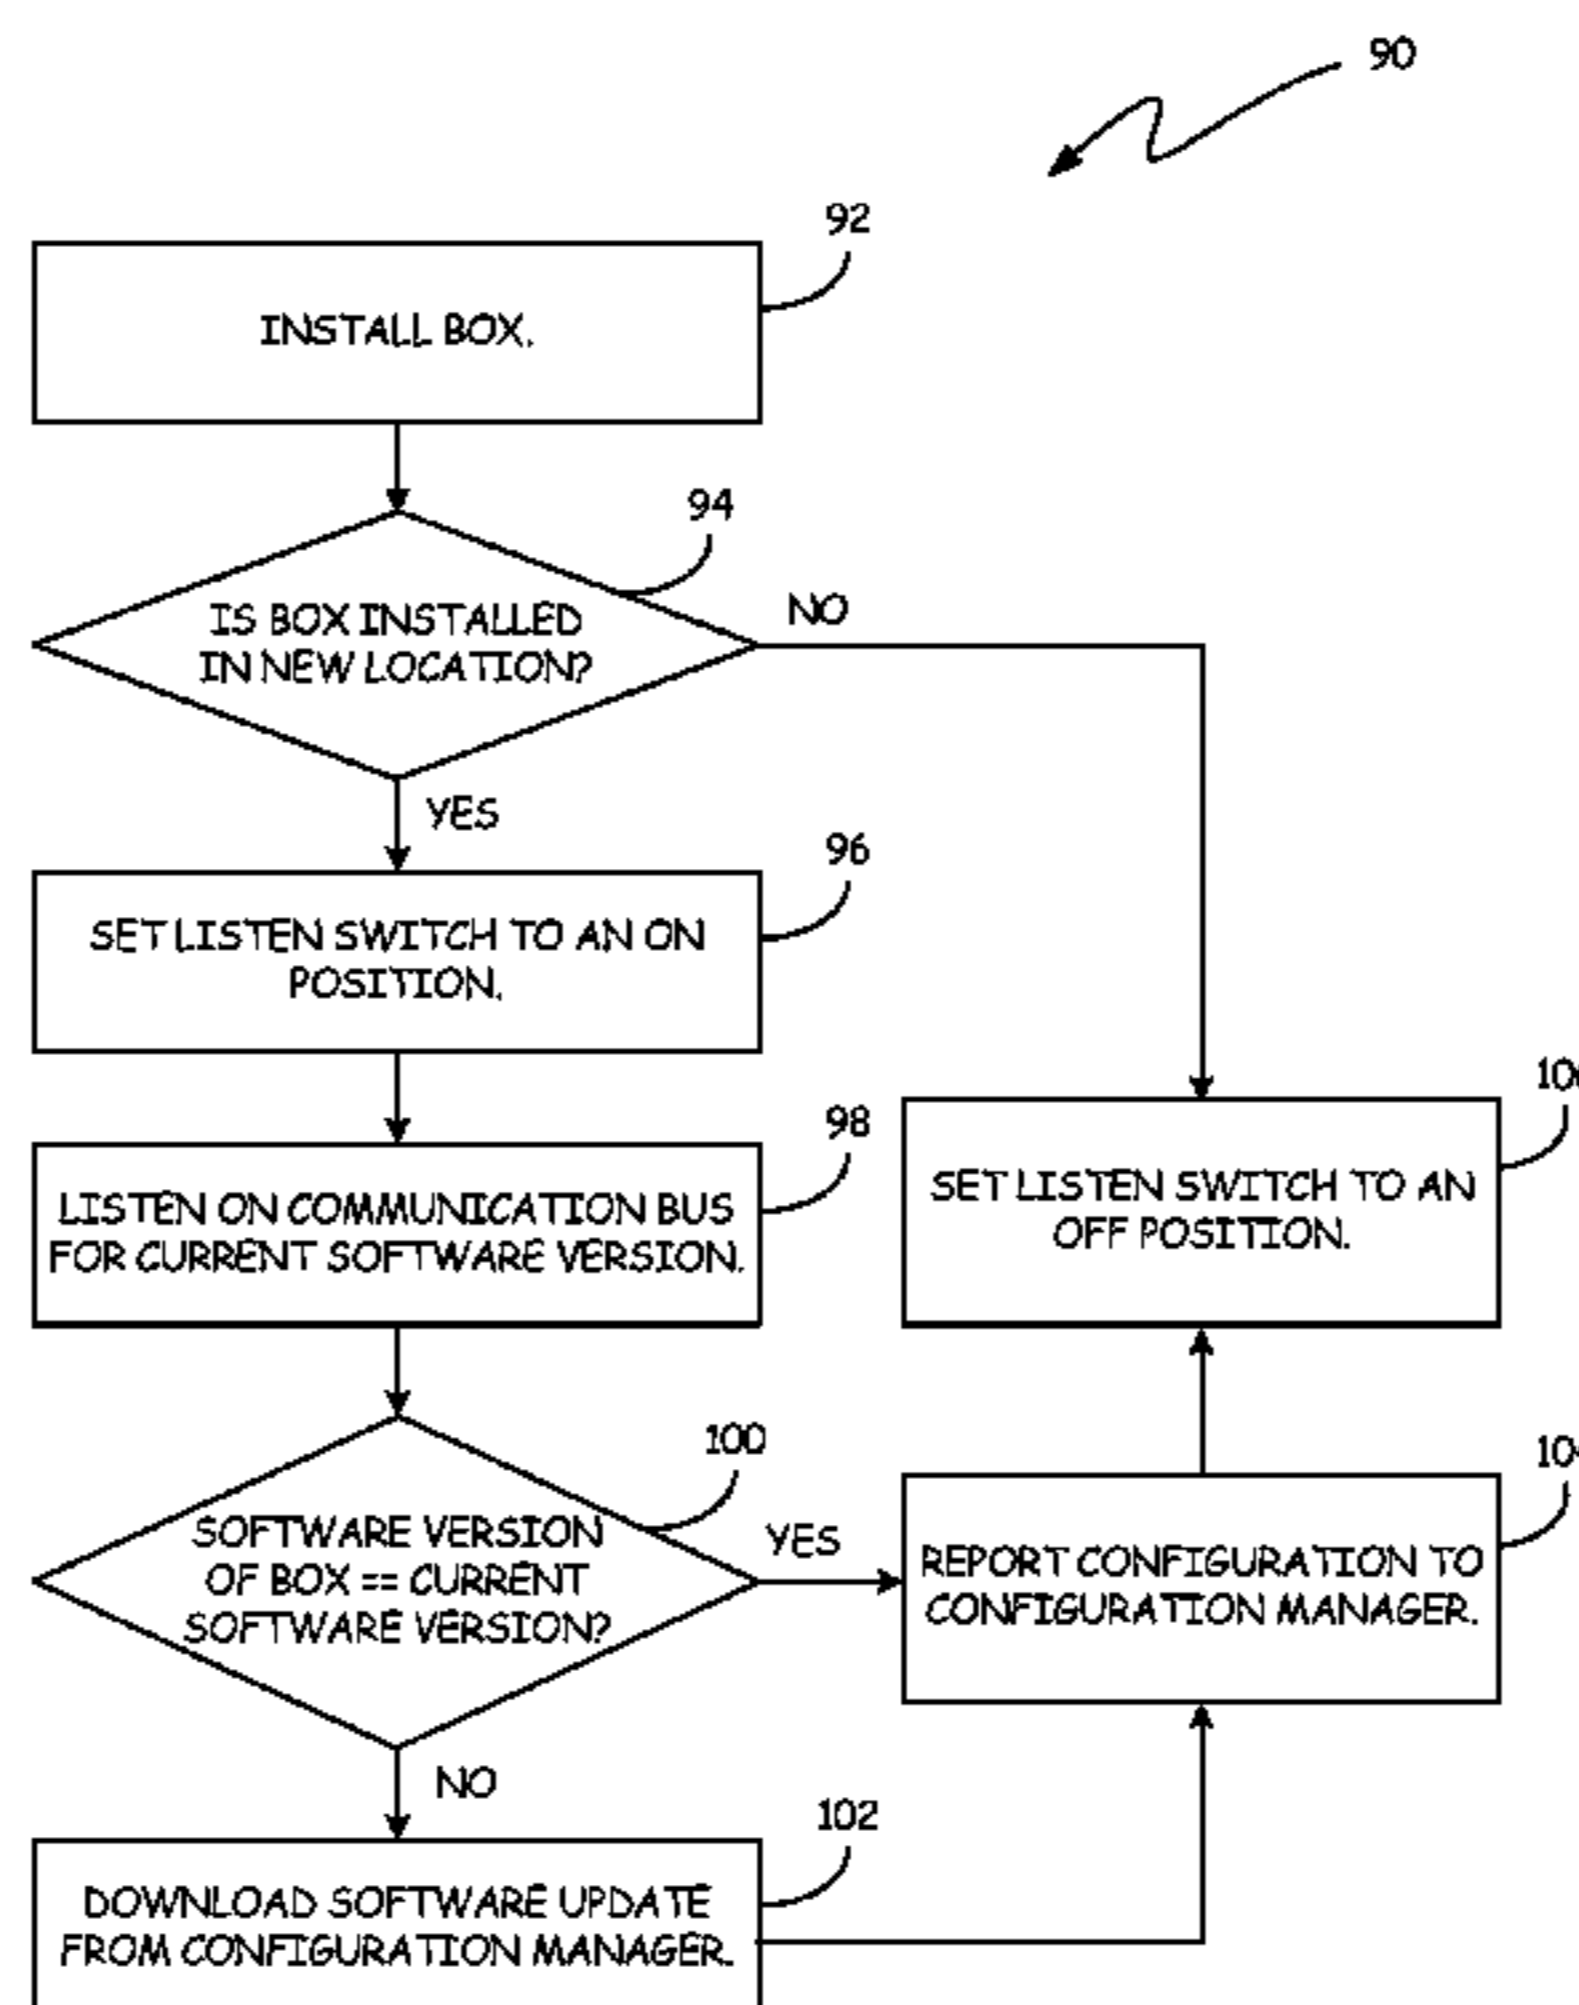 90
92
INSTALL BOX.
94
IS BOX INSTALLED
IN NEW LOCATION?
NO
YES
96
SET LISTEN SWITCH TO AN ON
POSITION.
98
LISTEN ON COMMUNICATION BUS
FOR CURRENT SOFTWARE VERSION.
SET LISTEN SWITCH TO AN
OFF POSITION.
100
SOFTWARE VERSION
OF BOX == CURRENT
SOFTWARE VERSION?
YES
REPORT CONFIGURATION TO
CONFIGURATION MANAGER.
NO
102
DOWNLOAD SOFTWARE UPDATE
FROM CONFIGURATION MANAGER.